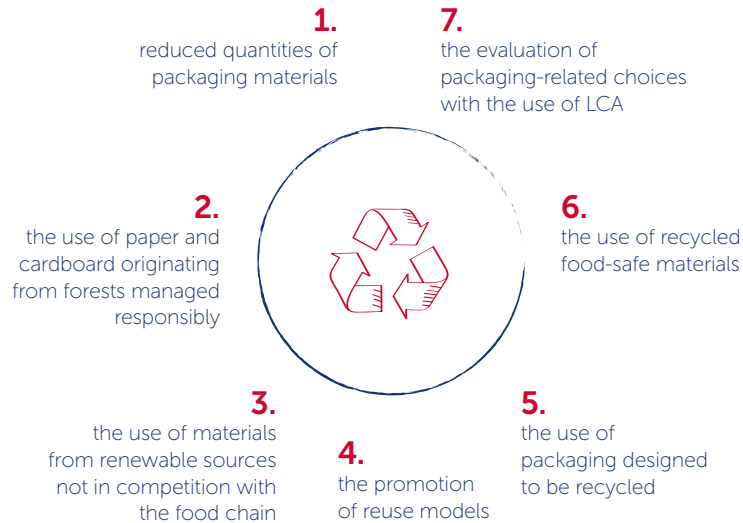 1.
reduced quantities of
packaging materials
2.
the use of paper and
cardboard originating
from forests managed
responsibly
3.
the use of materials
from renewable sources
not in competition with
the food chain
4.
the promotion
of reuse models
5.
the use of
packaging designed
to be recycled
6.
the use of recycled
food-safe materials
7.
the evaluation of
packaging-related choices
with the use of LCA